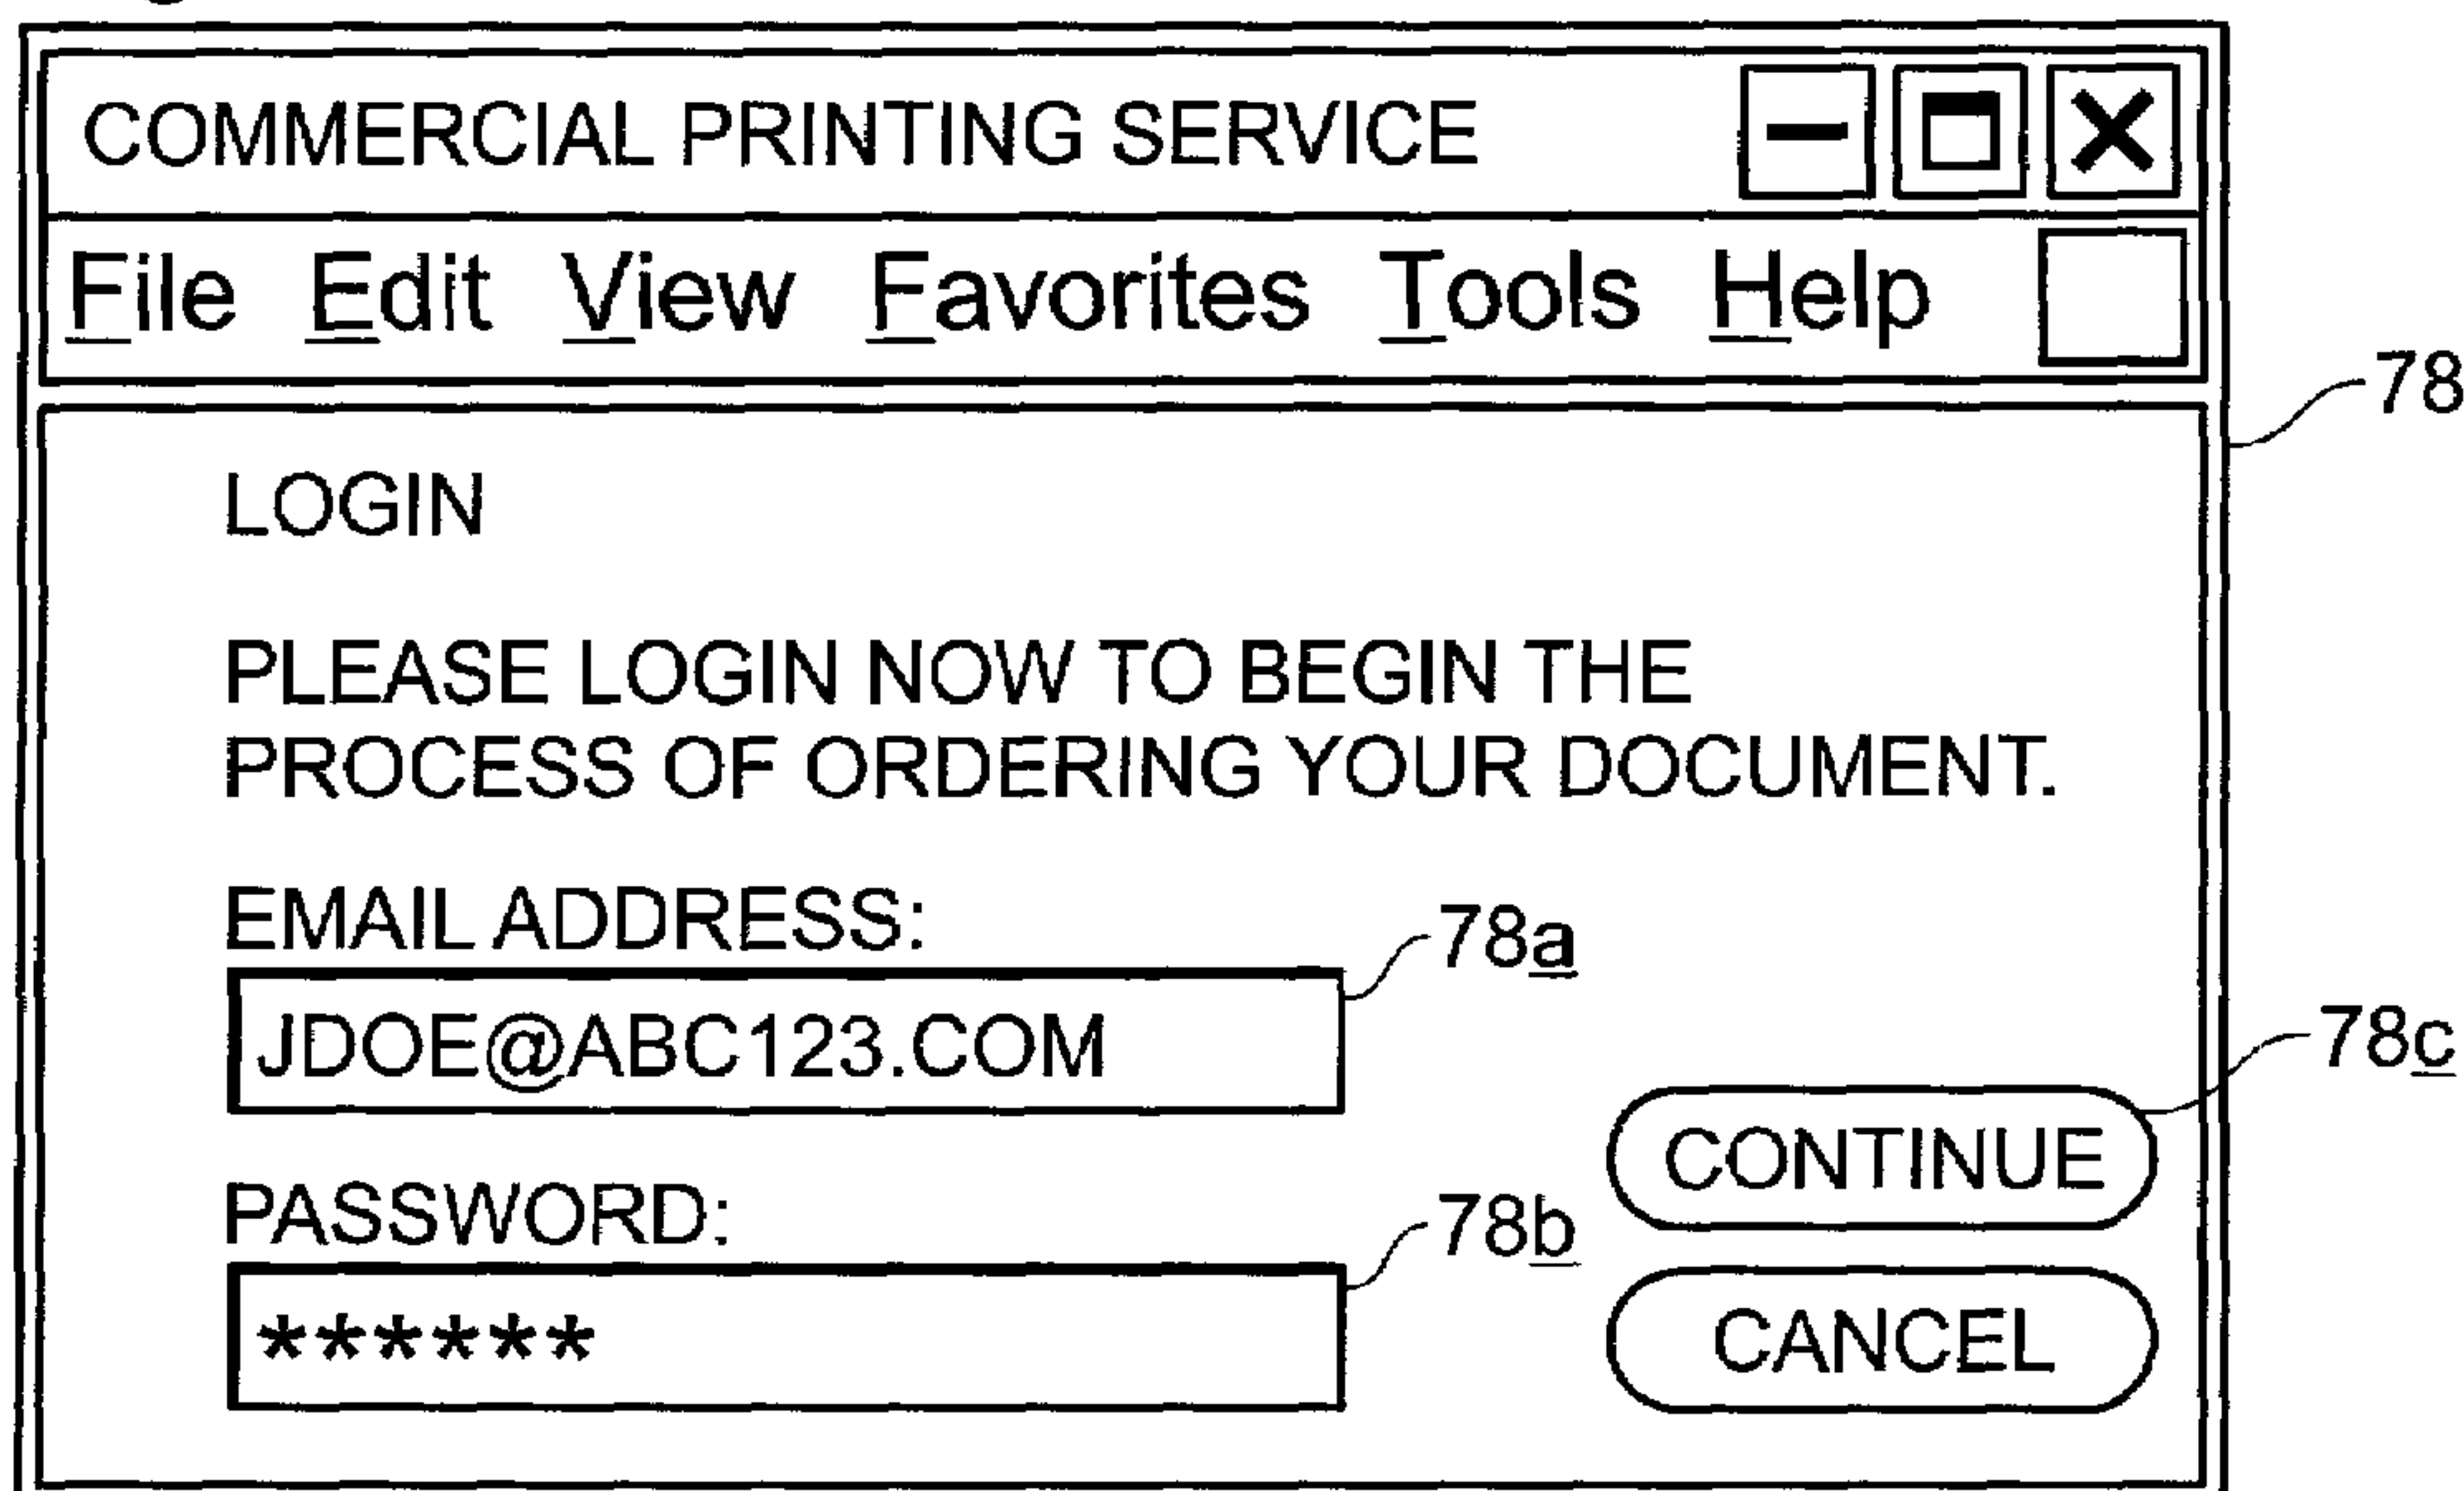 COMMERCIAL PRINTING SERVICE
File Edit View Favorites Tools Help
78
LOGIN
PLEASE LOGIN NOW TO BEGIN THE
PROCESS OF ORDERING YOUR DOCUMENT.
EMAIL ADDRESS:
78a
JDOE@ABC123.COM
78c
CONTINUE
PASSWORD:
78b
******
CANCEL